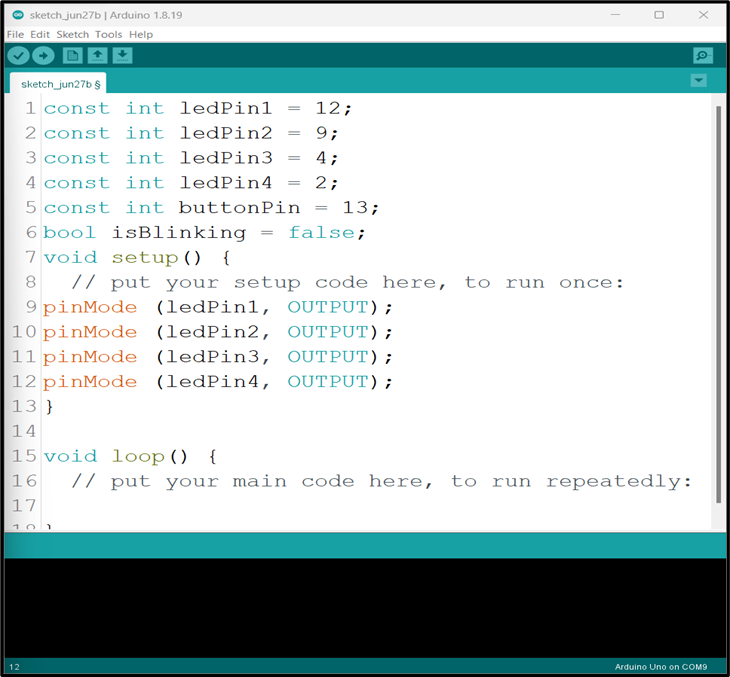 sketch_jun27b | Arduino 1.8.19
File Edit Sketch Tools Help
sketch_jun27b §
1 const int ledPin1 = 12;
2 const int ledPin2 = 9;
3 const int ledPin3 = 4;
4 const int ledPin4 = 2;
5 const int buttonPin = 13;
6 bool isBlinking = false;
7 void setup() {
8   // put your setup code here, to run once:
9 pinMode (ledPin1, OUTPUT);
10 pinMode (ledPin2, OUTPUT);
11 pinMode (ledPin3, OUTPUT);
12 pinMode (ledPin4, OUTPUT);
13 }
14
15 void loop() {
16   // put your main code here, to run repeatedly:
17
18 }
12 Arduino Uno on COM9